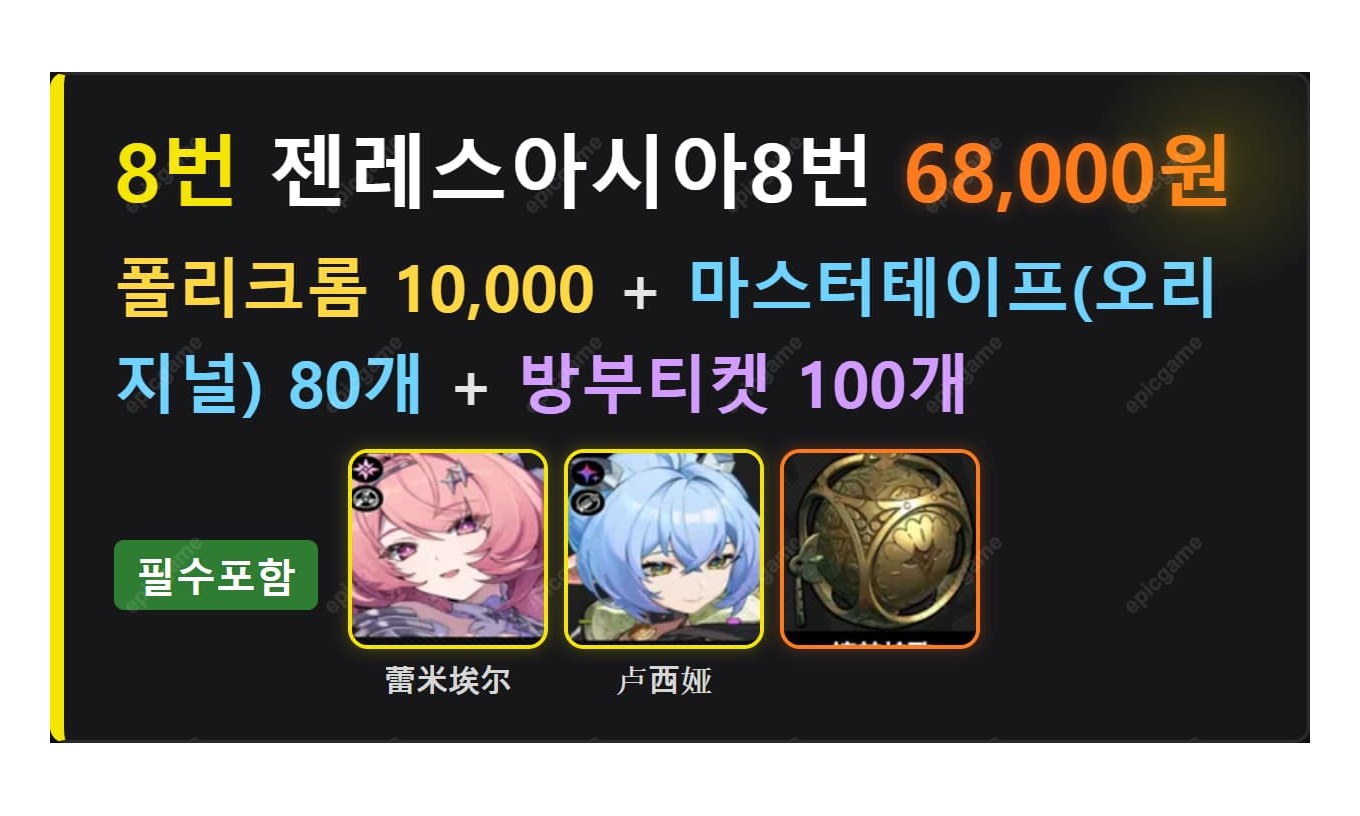 8번 젠레스아시아8번 68,000원
폴리크롬 10,000 + 마스터테이프(오리
지널) 80개 + 방부티켓 100개
필수포함
蕾米埃尔
卢西娅
epicgame